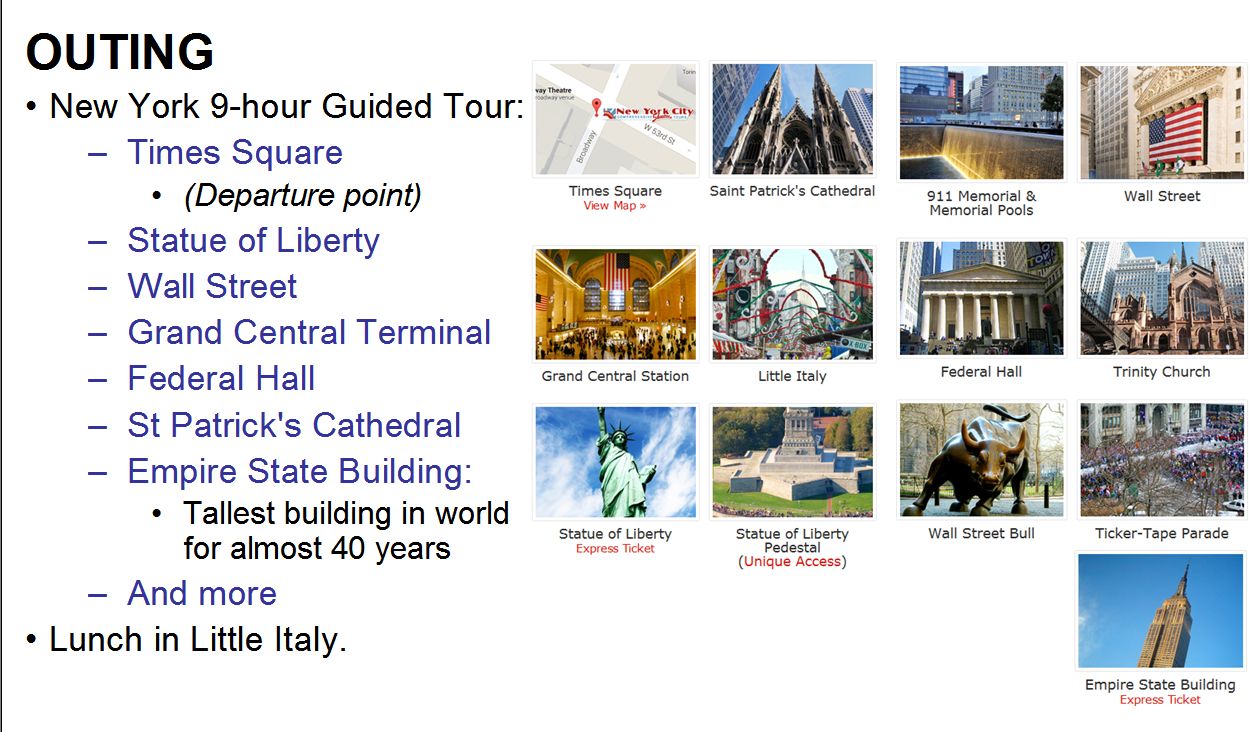 OUTING
• New York 9-hour Guided Tour:
– Times Square
• (Departure point)
– Statue of Liberty
– Wall Street
– Grand Central Terminal
– Federal Hall
– St Patrick's Cathedral
– Empire State Building:
• Tallest building in world
for almost 40 years
– And more
• Lunch in Little Italy.
Torin
way Theatre
roadway venue
New York City
W 53rd St
Broadway
Times Square
View Map »
Saint Patrick's Cathedral
911 Memorial &
Memorial Pools
Wall Street
Grand Central Station
X-BOX
Little Italy
Federal Hall
Trinity Church
Statue of Liberty
Express Ticket
Statue of Liberty
Pedestal
(Unique Access)
Wall Street Bull
Ticker-Tape Parade
Empire State Building
Express Ticket